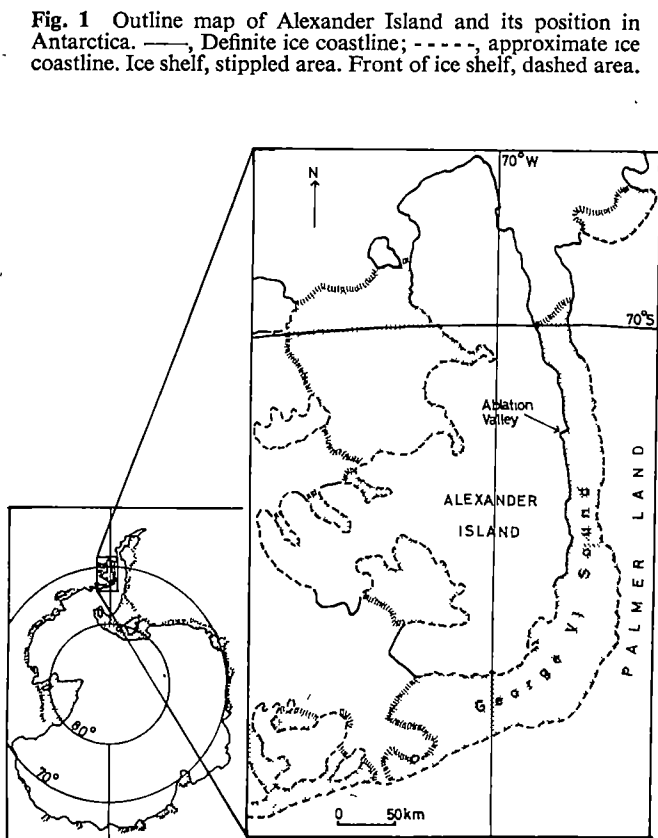 Fig. 1 Outline map of Alexander Island and its position in
Antarctica. ——, Definite ice coastline; -----, approximate ice
coastline. Ice shelf, stippled area. Front of ice shelf, dashed area.
70°W
N
70°S
Ablation
Valley
ALEXANDER
ISLAND
George VI Sound
PALMER LAND
80°
70°
0 50km